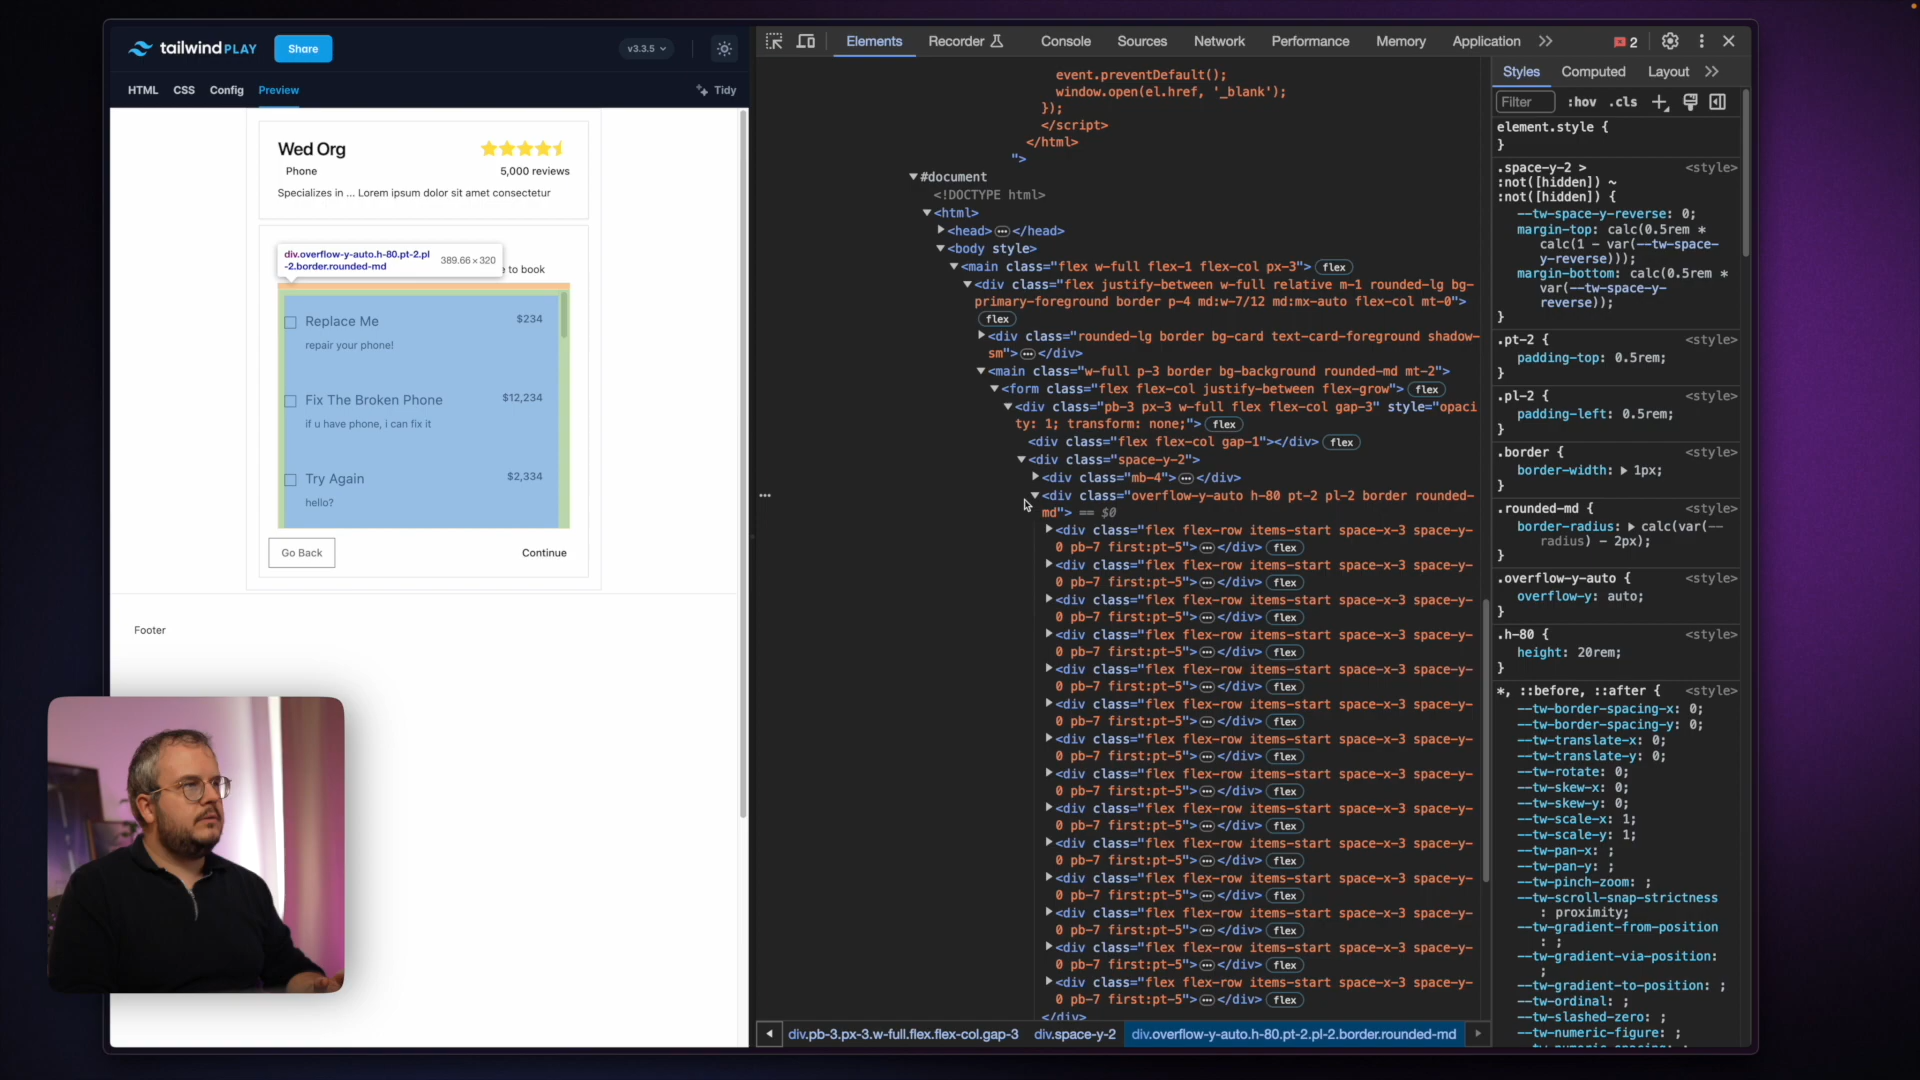 tailwind PLAY
Share
v3.3.5
HTML CSS Config Preview
Tidy
Wed Org
Phone
5,000 reviews
Specializes in ... Lorem ipsum dolor sit amet consectetur
div.overflow-y-auto.h-80.pt-2.pl
-2.border.rounded-md
389.66 × 320
e to book
Replace Me
$234
repair your phone!
Fix The Broken Phone
$12,234
if u have phone, i can fix it
Try Again
$2,334
hello?
Go Back
Continue
Footer
Elements Recorder Console Sources Network Performance Memory Application
2
event.preventDefault();
window.open(el.href, '_blank');
});
</script>
</html>
">
#document
<!DOCTYPE html>
<html>
<head> </head>
<body style>
<main class="flex w-full flex-1 flex-col px-3"> flex
<div class="flex justify-between w-full relative m-1 rounded-lg bg-
primary-foreground border p-4 md:w-7/12 md:mx-auto flex-col mt-0">
flex
<div class="rounded-lg border bg-card text-card-foreground shadow-
sm"> </div>
<main class="w-full p-3 border bg-background rounded-md mt-2">
<form class="flex flex-col justify-between flex-grow"> flex
<div class="pb-3 px-3 w-full flex flex-col gap-3" style="opaci
ty: 1; transform: none;"> flex
<div class="flex flex-col gap-1"></div> flex
<div class="space-y-2">
<div class="mb-4"> </div>
<div class="overflow-y-auto h-80 pt-2 pl-2 border rounded-
md"> == $0
<div class="flex flex-row items-start space-x-3 space-y-
0 pb-7 first:pt-5"> </div> flex
<div class="flex flex-row items-start space-x-3 space-y-
0 pb-7 first:pt-5"> </div> flex
<div class="flex flex-row items-start space-x-3 space-y-
0 pb-7 first:pt-5"> </div> flex
<div class="flex flex-row items-start space-x-3 space-y-
0 pb-7 first:pt-5"> </div> flex
<div class="flex flex-row items-start space-x-3 space-y-
0 pb-7 first:pt-5"> </div> flex
<div class="flex flex-row items-start space-x-3 space-y-
0 pb-7 first:pt-5"> </div> flex
<div class="flex flex-row items-start space-x-3 space-y-
0 pb-7 first:pt-5"> </div> flex
<div class="flex flex-row items-start space-x-3 space-y-
0 pb-7 first:pt-5"> </div> flex
<div class="flex flex-row items-start space-x-3 space-y-
0 pb-7 first:pt-5"> </div> flex
<div class="flex flex-row items-start space-x-3 space-y-
0 pb-7 first:pt-5"> </div> flex
<div class="flex flex-row items-start space-x-3 space-y-
0 pb-7 first:pt-5"> </div> flex
<div class="flex flex-row items-start space-x-3 space-y-
0 pb-7 first:pt-5"> </div> flex
<div class="flex flex-row items-start space-x-3 space-y-
0 pb-7 first:pt-5"> </div> flex
<div class="flex flex-row items-start space-x-3 space-y-
0 pb-7 first:pt-5"> </div> flex
</div>
div.pb-3.px-3.w-full.flex.flex-col.gap-3 div.space-y-2 div.overflow-y-auto.h-80.pt-2.pl-2.border.rounded-md
Styles Computed Layout
Filter :hov .cls
element.style {
}
.space-y-2 > <style>
:not([hidden]) ~
:not([hidden]) {
--tw-space-y-reverse: 0;
margin-top: calc(0.5rem *
calc(1 - var(--tw-space-
y-reverse)));
margin-bottom: calc(0.5rem *
var(--tw-space-y-
reverse));
}
.pt-2 { <style>
padding-top: 0.5rem;
}
.pl-2 { <style>
padding-left: 0.5rem;
}
.border { <style>
border-width: 1px;
}
.rounded-md { <style>
border-radius: calc(var(--
radius) - 2px);
}
.overflow-y-auto { <style>
overflow-y: auto;
}
.h-80 { <style>
height: 20rem;
}
*, ::before, ::after { <style>
--tw-border-spacing-x: 0;
--tw-border-spacing-y: 0;
--tw-translate-x: 0;
--tw-translate-y: 0;
--tw-rotate: 0;
--tw-skew-x: 0;
--tw-skew-y: 0;
--tw-scale-x: 1;
--tw-scale-y: 1;
--tw-pan-x: ;
--tw-pan-y: ;
--tw-pinch-zoom: ;
--tw-scroll-snap-strictness
: proximity;
--tw-gradient-from-position
: ;
--tw-gradient-via-position:
;
--tw-gradient-to-position: ;
--tw-ordinal: ;
--tw-slashed-zero: ;
--tw-numeric-figure: ;